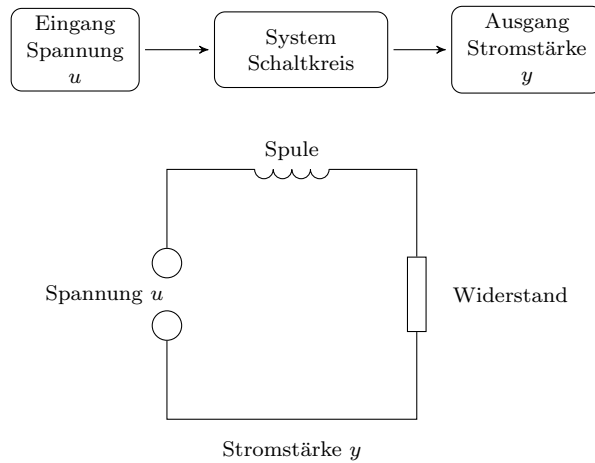 Eingang
Spannung
u
System
Schaltkreis
Ausgang
Stromstärke
y
Spule
Spannung u
Widerstand
Stromstärke y